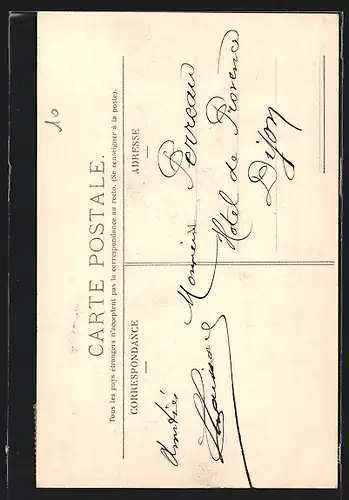 10
CARTE POSTALE.
Tous les pays étrangers n'acceptent pas la correspondance au recto. (Se renseigner à la poste).
CORRESPONDANCE
ADRESSE
Amitiés
Monsieur Perreau
Hotel de Provence
Dijon